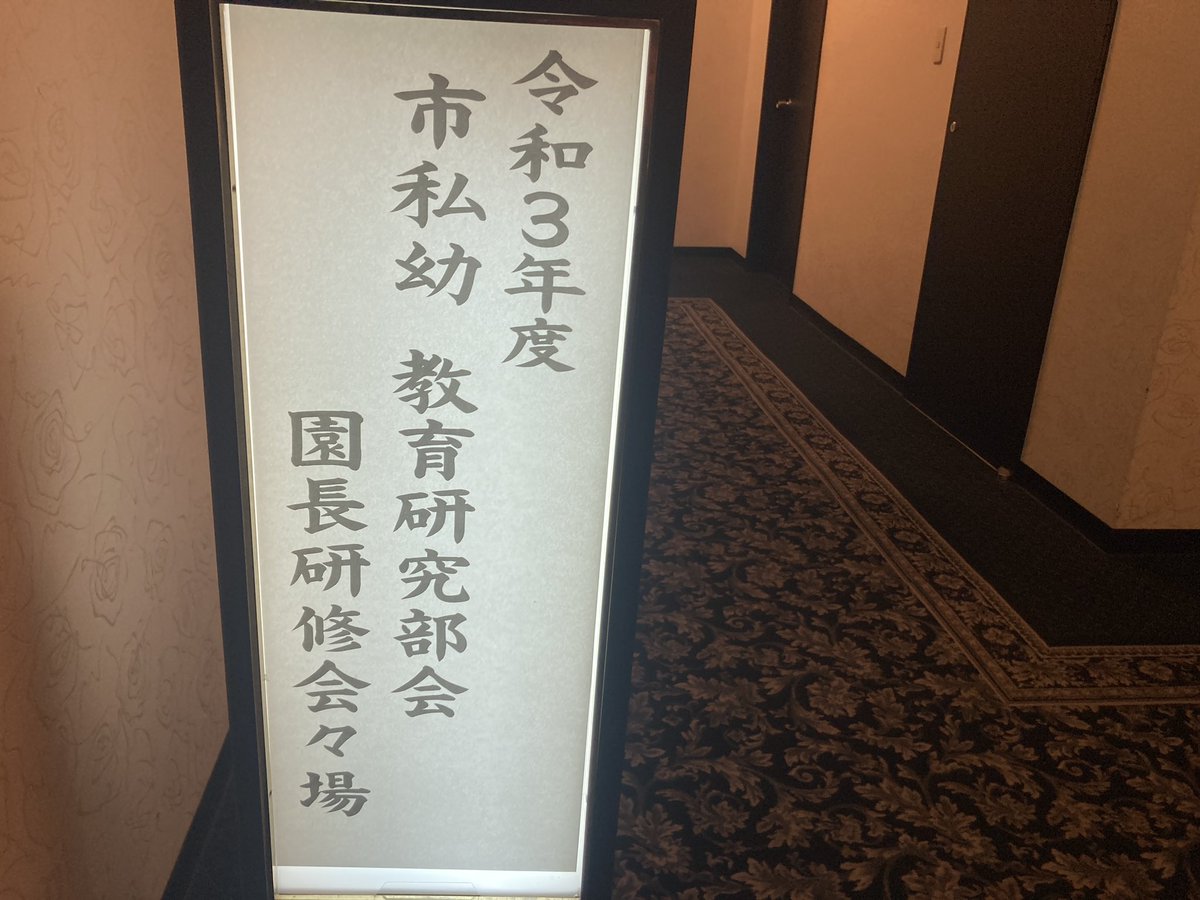 令和3年度
市私幼　教育研究部会
園長研修会々場